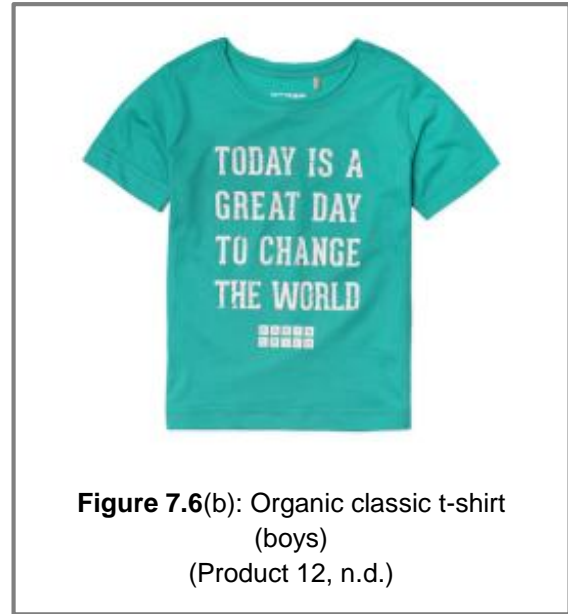 TODAY IS A
GREAT DAY
TO CHANGE
THE WORLD
Figure 7.6(b): Organic classic t-shirt
(boys)
(Product 12, n.d.)